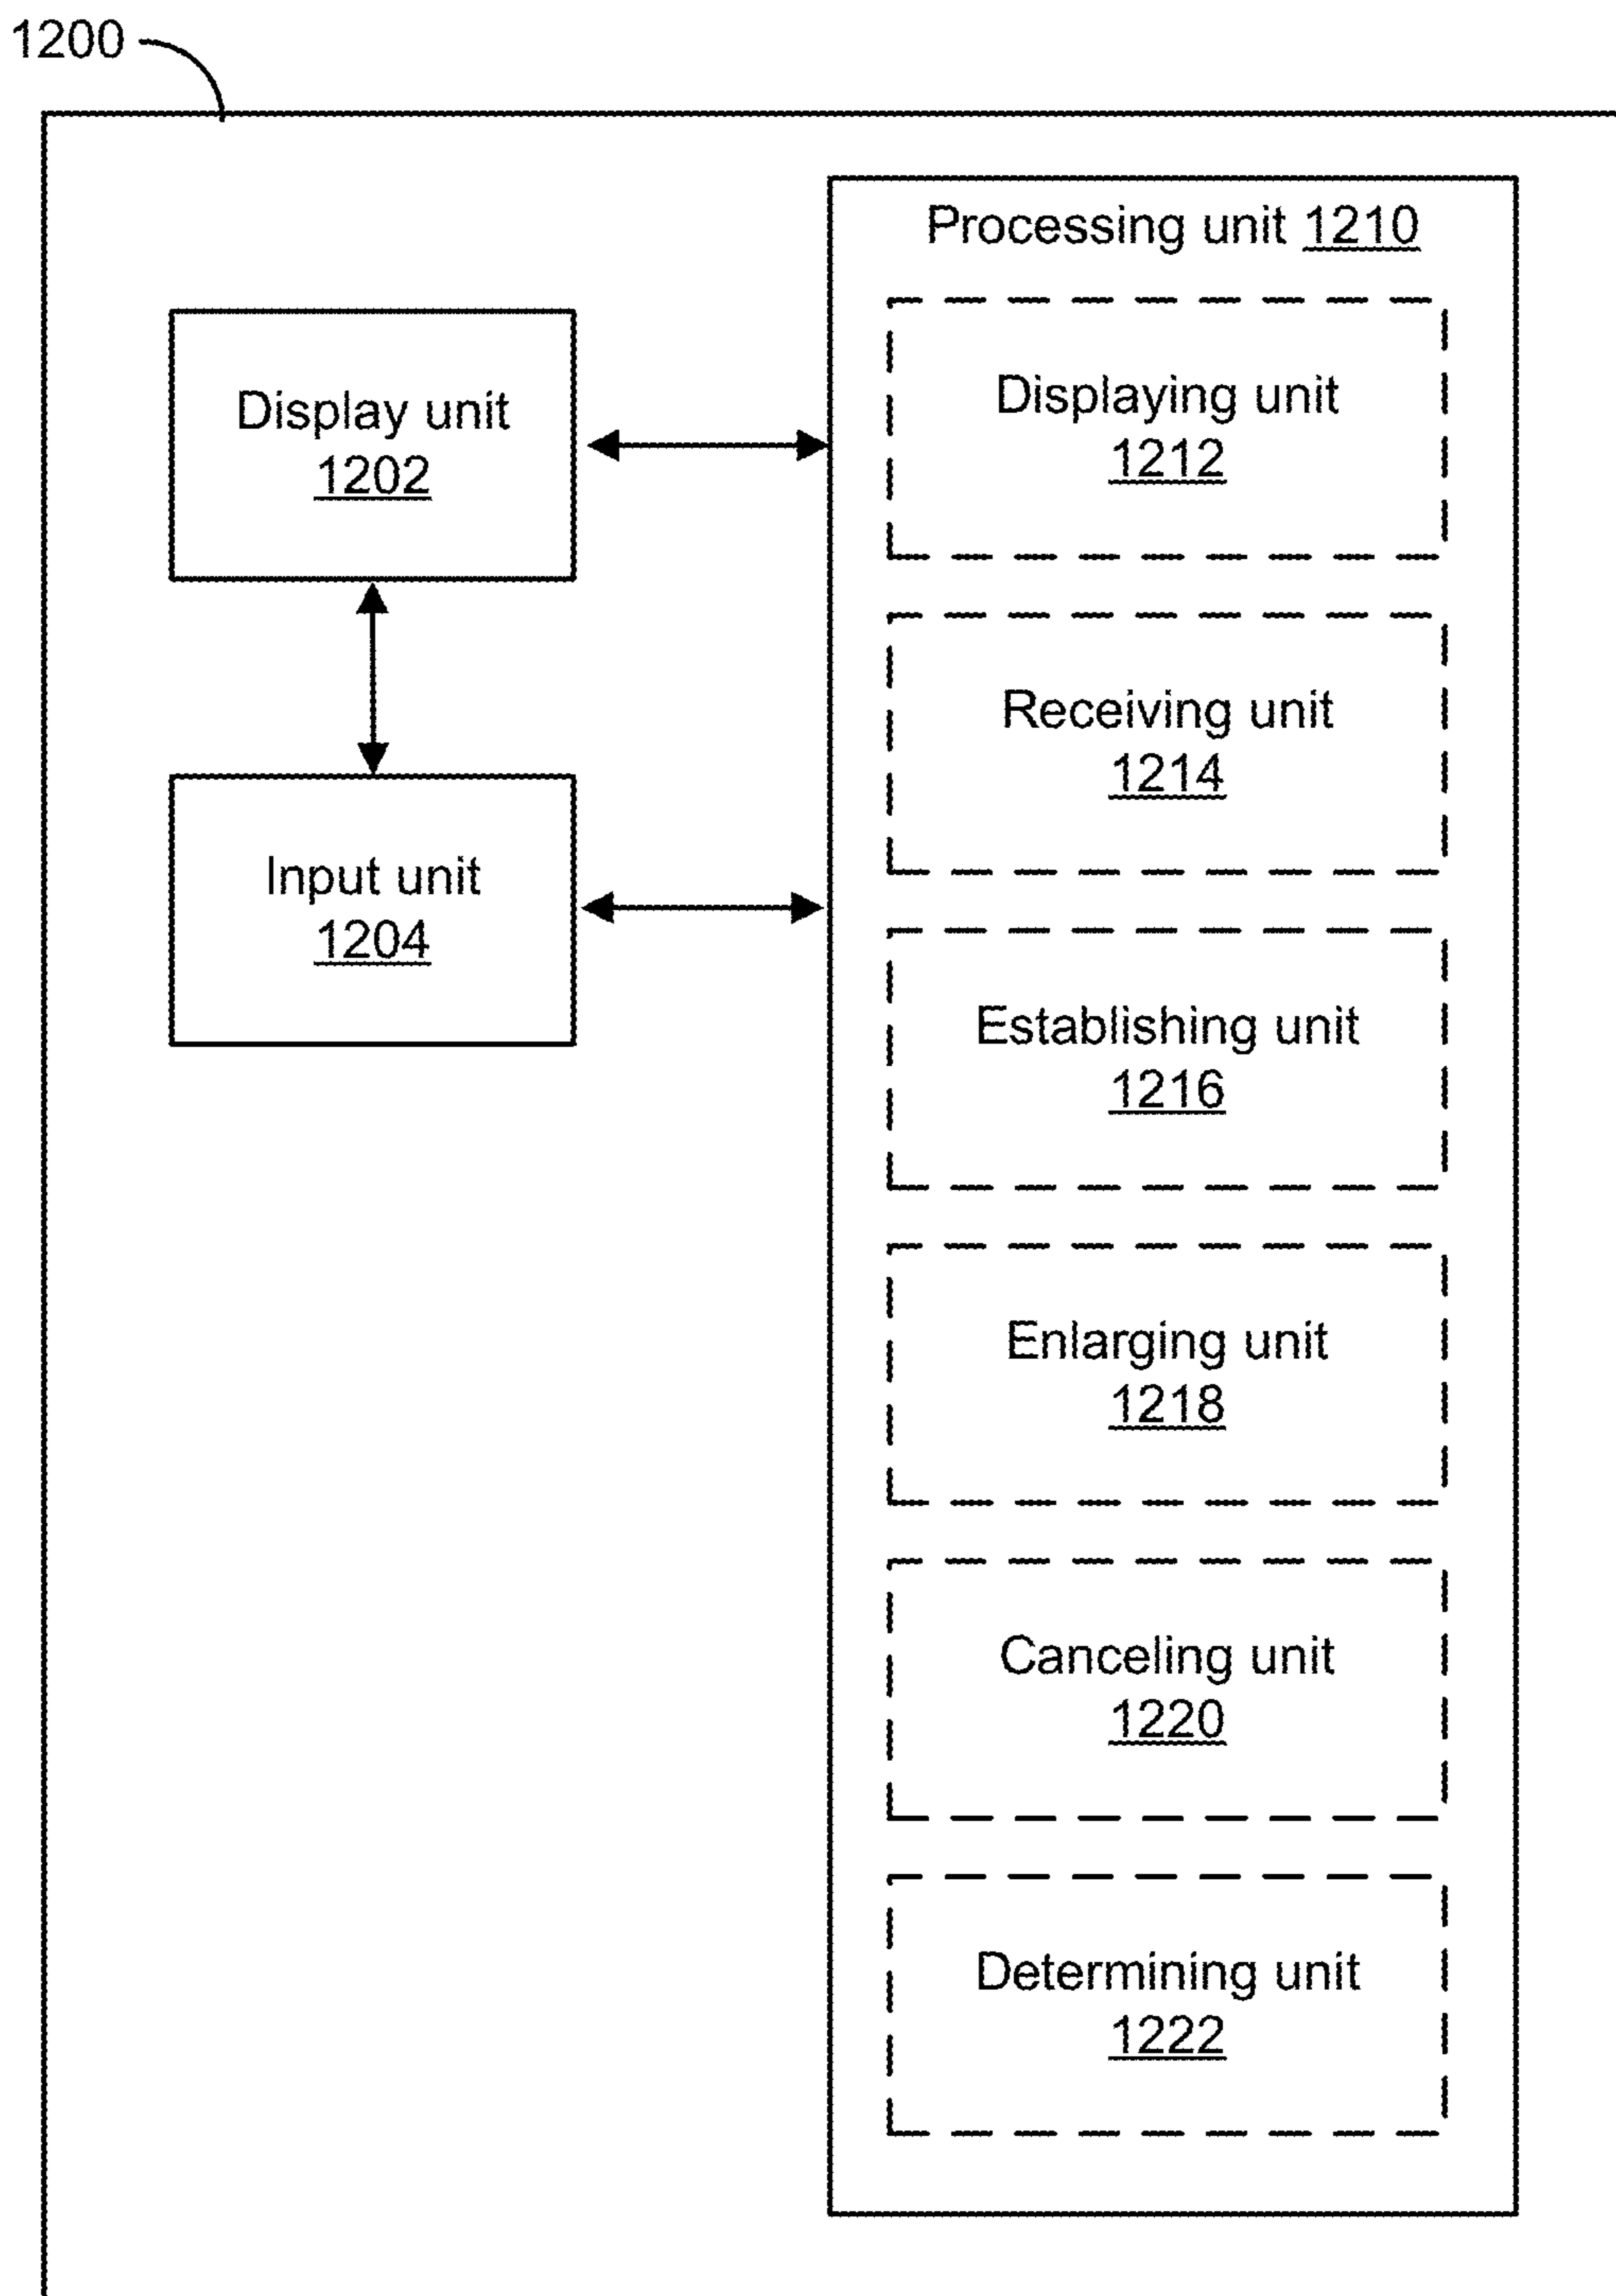 1200
Processing unit 1210
Display unit
1202
Input unit
1204
Displaying unit
1212
Receiving unit
1214
Establishing unit
1216
Enlarging unit
1218
Canceling unit
1220
Determining unit
1222